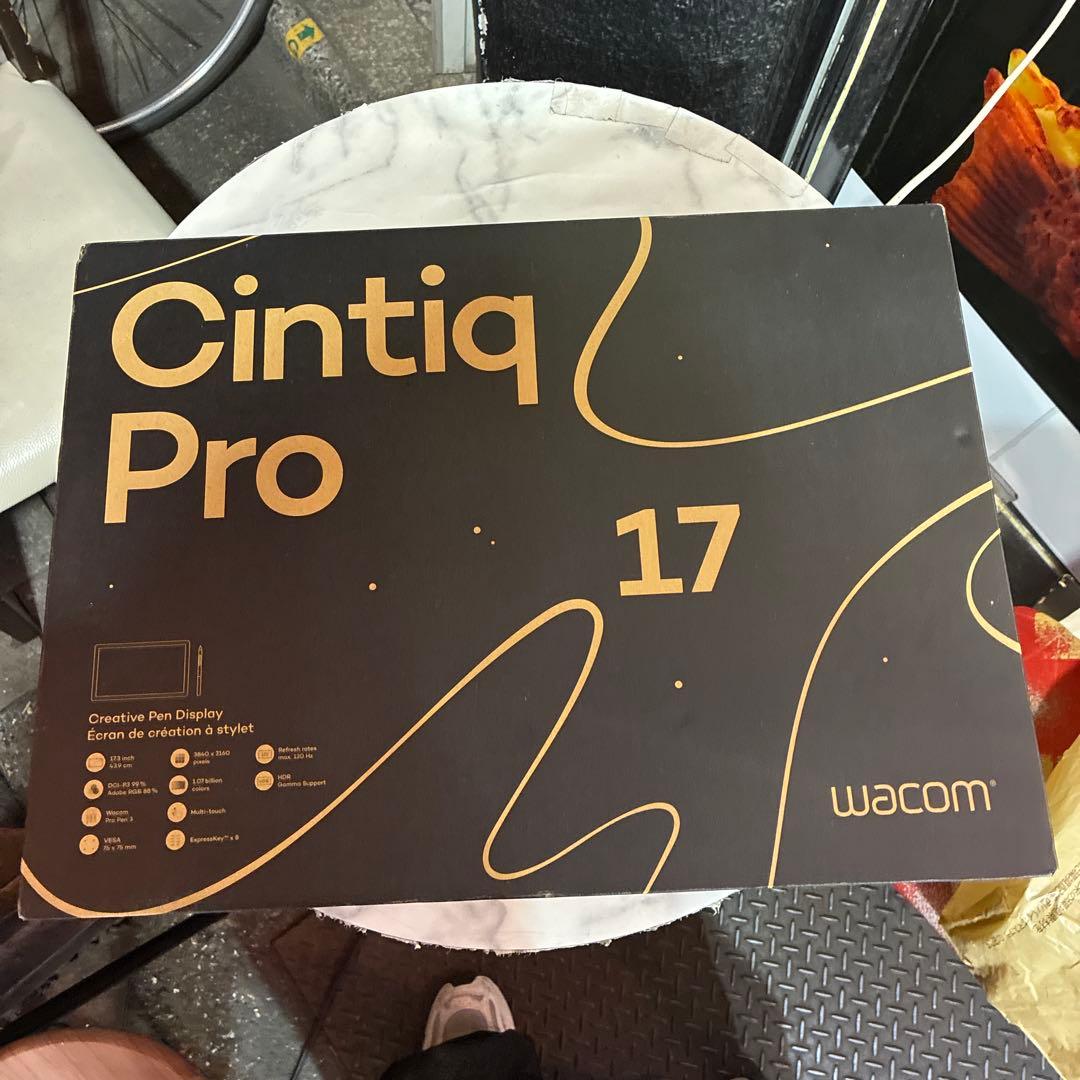 Cintiq
Pro
17
Creative Pen Display
Écran de création à stylet
17.3 inch
43.9 cm
DCI-P3 99%
Adobe RGB 88%
Wacom
Pro Pen 3
VESA
75 x 75 mm
3840 x 2160
pixels
1.07 billion
colors
Multi-touch
ExpressKey™ x 8
Refresh rates
max. 120 Hz
HDR
Gamma Support
wacom®